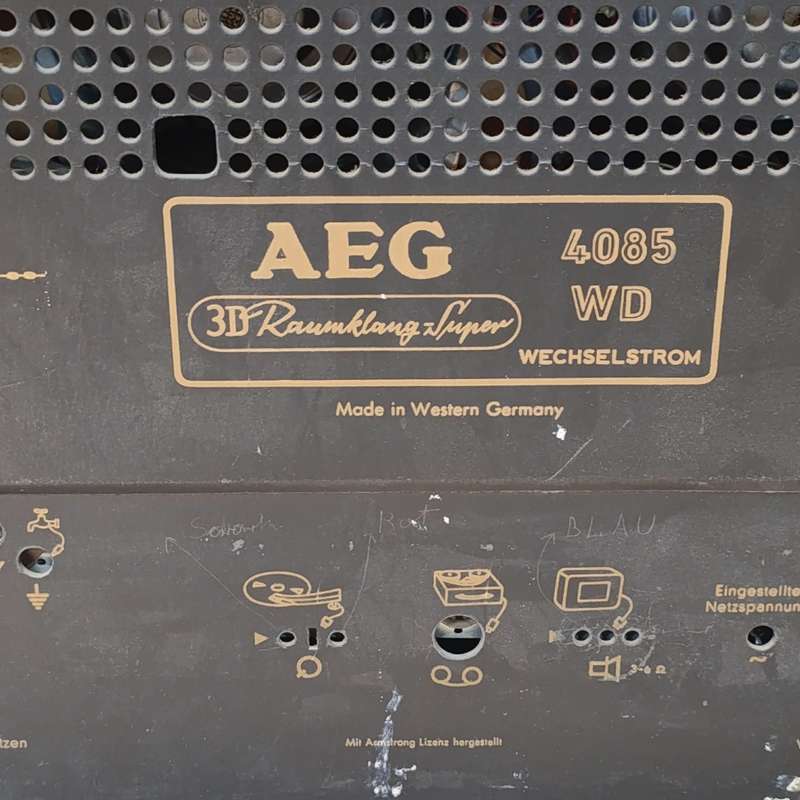 AEG
4085
WD
3D Raumklang-Super
WECHSELSTROM
Made in Western Germany
Rot
BLAU
Eingestellte
Netzspannun
3-6 Ω
~
tzen
Mit Armstrong Lizenz hergestellt